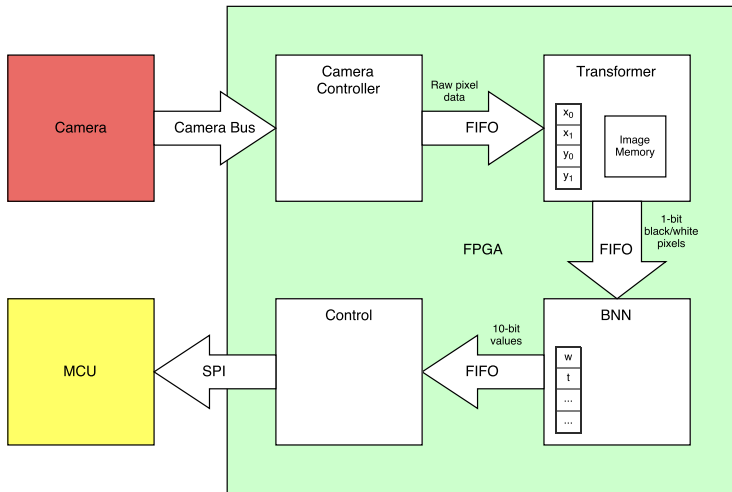 Camera
Camera Bus
Camera
Controller
Raw pixel
data
FIFO
Transformer
x0
x1
y0
y1
Image
Memory
1-bit
black/white
pixels
FIFO
FPGA
MCU
SPI
Control
10-bit
values
FIFO
BNN
w
t
...
...